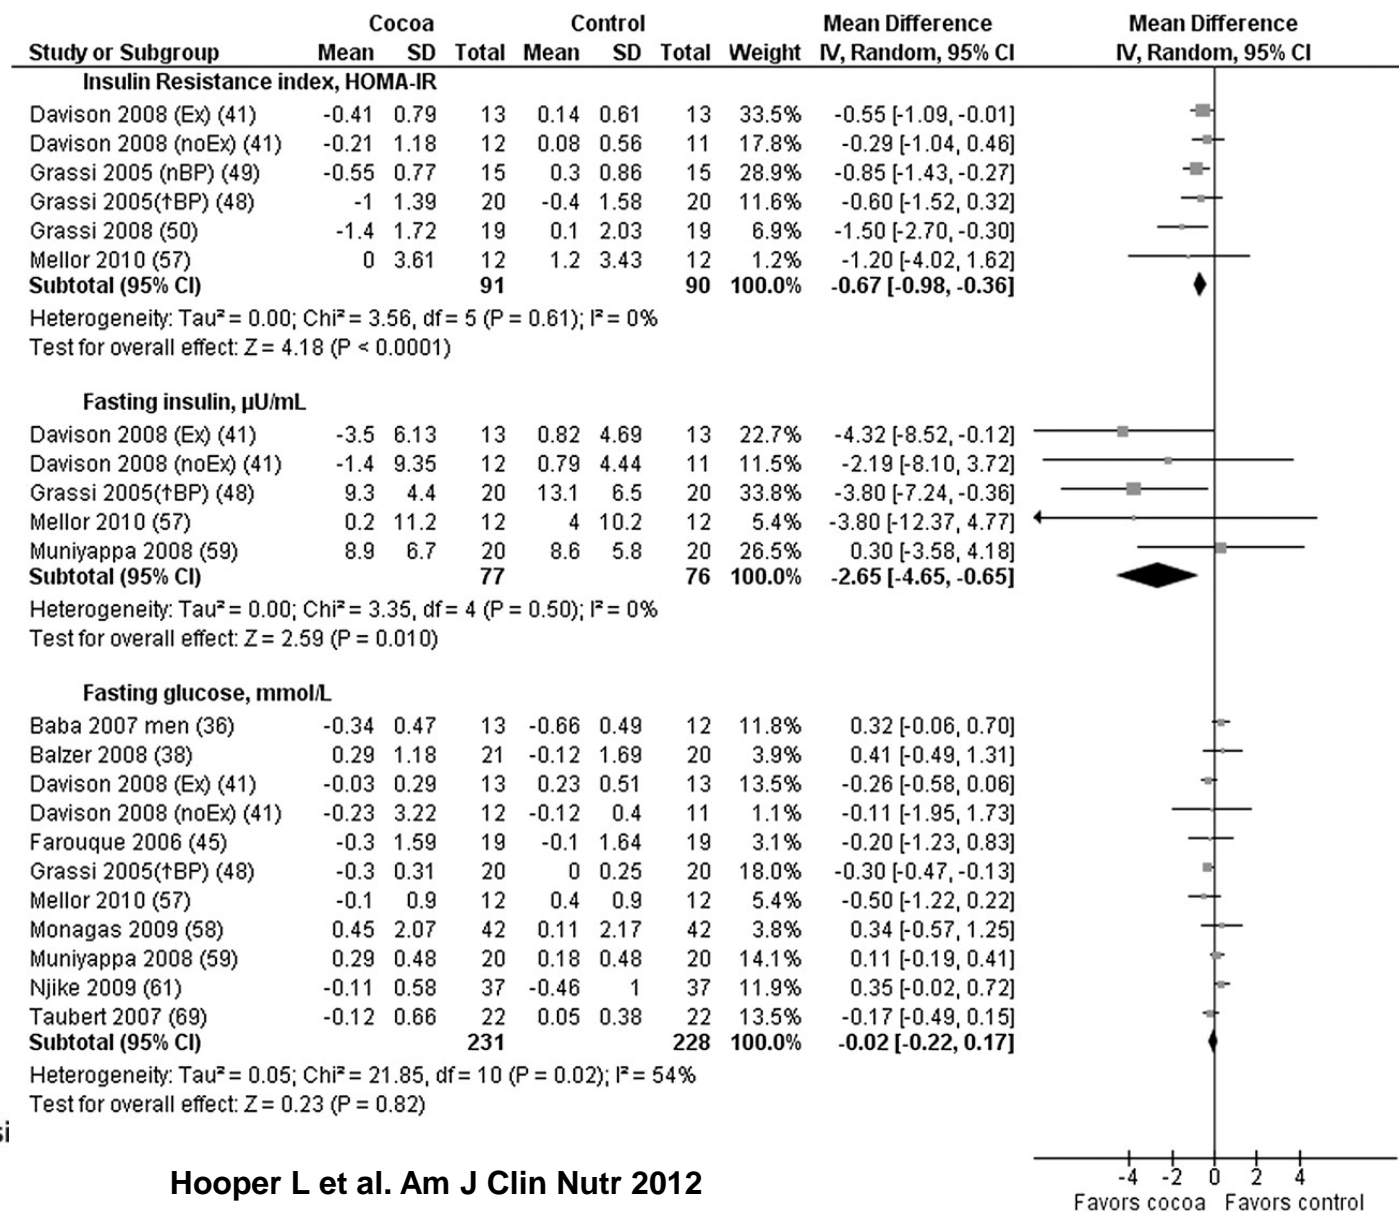 Cocoa Control Mean Difference Mean Difference
Study or Subgroup Mean SD Total Mean SD Total Weight IV, Random, 95% CI IV, Random, 95% CI
Insulin Resistance index, HOMA-IR
Davison 2008 (Ex) (41) -0.41 0.79 13 0.14 0.61 13 33.5% -0.55 [-1.09, -0.01]
Davison 2008 (noEx) (41) -0.21 1.18 12 0.08 0.56 11 17.8% -0.29 [-1.04, 0.46]
Grassi 2005 (nBP) (49) -0.55 0.77 15 0.3 0.86 15 28.9% -0.85 [-1.43, -0.27]
Grassi 2005(↑BP) (48) -1 1.39 20 -0.4 1.58 20 11.6% -0.60 [-1.52, 0.32]
Grassi 2008 (50) -1.4 1.72 19 0.1 2.03 19 6.9% -1.50 [-2.70, -0.30]
Mellor 2010 (57) 0 3.61 12 1.2 3.43 12 1.2% -1.20 [-4.02, 1.62]
Subtotal (95% CI) 91 90 100.0% -0.67 [-0.98, -0.36]
Heterogeneity: Tau² = 0.00; Chi² = 3.56, df = 5 (P = 0.61); I² = 0%
Test for overall effect: Z = 4.18 (P < 0.0001)
Fasting insulin, µU/mL
Davison 2008 (Ex) (41) -3.5 6.13 13 0.82 4.69 13 22.7% -4.32 [-8.52, -0.12]
Davison 2008 (noEx) (41) -1.4 9.35 12 0.79 4.44 11 11.5% -2.19 [-8.10, 3.72]
Grassi 2005(↑BP) (48) 9.3 4.4 20 13.1 6.5 20 33.8% -3.80 [-7.24, -0.36]
Mellor 2010 (57) 0.2 11.2 12 4 10.2 12 5.4% -3.80 [-12.37, 4.77]
Muniyappa 2008 (59) 8.9 6.7 20 8.6 5.8 20 26.5% 0.30 [-3.58, 4.18]
Subtotal (95% CI) 77 76 100.0% -2.65 [-4.65, -0.65]
Heterogeneity: Tau² = 0.00; Chi² = 3.35, df = 4 (P = 0.50); I² = 0%
Test for overall effect: Z = 2.59 (P = 0.010)
Fasting glucose, mmol/L
Baba 2007 men (36) -0.34 0.47 13 -0.66 0.49 12 11.8% 0.32 [-0.06, 0.70]
Balzer 2008 (38) 0.29 1.18 21 -0.12 1.69 20 3.9% 0.41 [-0.49, 1.31]
Davison 2008 (Ex) (41) -0.03 0.29 13 0.23 0.51 13 13.5% -0.26 [-0.58, 0.06]
Davison 2008 (noEx) (41) -0.23 3.22 12 -0.12 0.4 11 1.1% -0.11 [-1.95, 1.73]
Farouque 2006 (45) -0.3 1.59 19 -0.1 1.64 19 3.1% -0.20 [-1.23, 0.83]
Grassi 2005(↑BP) (48) -0.3 0.31 20 0 0.25 20 18.0% -0.30 [-0.47, -0.13]
Mellor 2010 (57) -0.1 0.9 12 0.4 0.9 12 5.4% -0.50 [-1.22, 0.22]
Monagas 2009 (58) 0.45 2.07 42 0.11 2.17 42 3.8% 0.34 [-0.57, 1.25]
Muniyappa 2008 (59) 0.29 0.48 20 0.18 0.48 20 14.1% 0.11 [-0.19, 0.41]
Njike 2009 (61) -0.11 0.58 37 -0.46 1 37 11.9% 0.35 [-0.02, 0.72]
Taubert 2007 (69) -0.12 0.66 22 0.05 0.38 22 13.5% -0.17 [-0.49, 0.15]
Subtotal (95% CI) 231 228 100.0% -0.02 [-0.22, 0.17]
Heterogeneity: Tau² = 0.05; Chi² = 21.85, df = 10 (P = 0.02); I² = 54%
Test for overall effect: Z = 0.23 (P = 0.82)
si
-4 -2 0 2 4
Favors cocoa Favors control
Hooper L et al. Am J Clin Nutr 2012